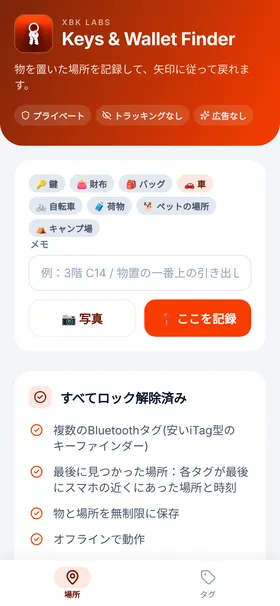 XBK LABS
Keys & Wallet Finder
物を置いた場所を記録して、矢印に従って戻れま
す。
プライベート トラッキングなし 広告なし
鍵 財布 バッグ 車
自転車 荷物 ペットの場所
キャンプ場
メモ
例：3階 C14 / 物置の一番上の引き出し
写真 ここを記録
すべてロック解除済み
複数のBluetoothタグ(安いiTag型の
キーファインダー)
最後に見つかった場所：各タグが最後
にスマホの近くにあった場所と時刻
物と場所を無制限に保存
オフラインで動作
場所 タグ